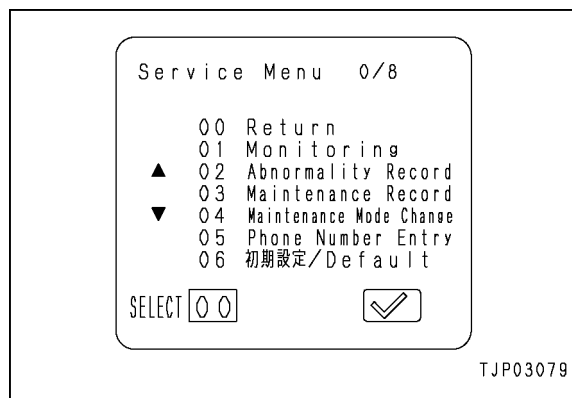 Service Menu 0/8
00 Return
01 Monitoring
▲ 02 Abnormality Record
03 Maintenance Record
▼ 04 Maintenance Mode Change
05 Phone Number Entry
06 初期設定/Default
SELECT 00
TJP03079